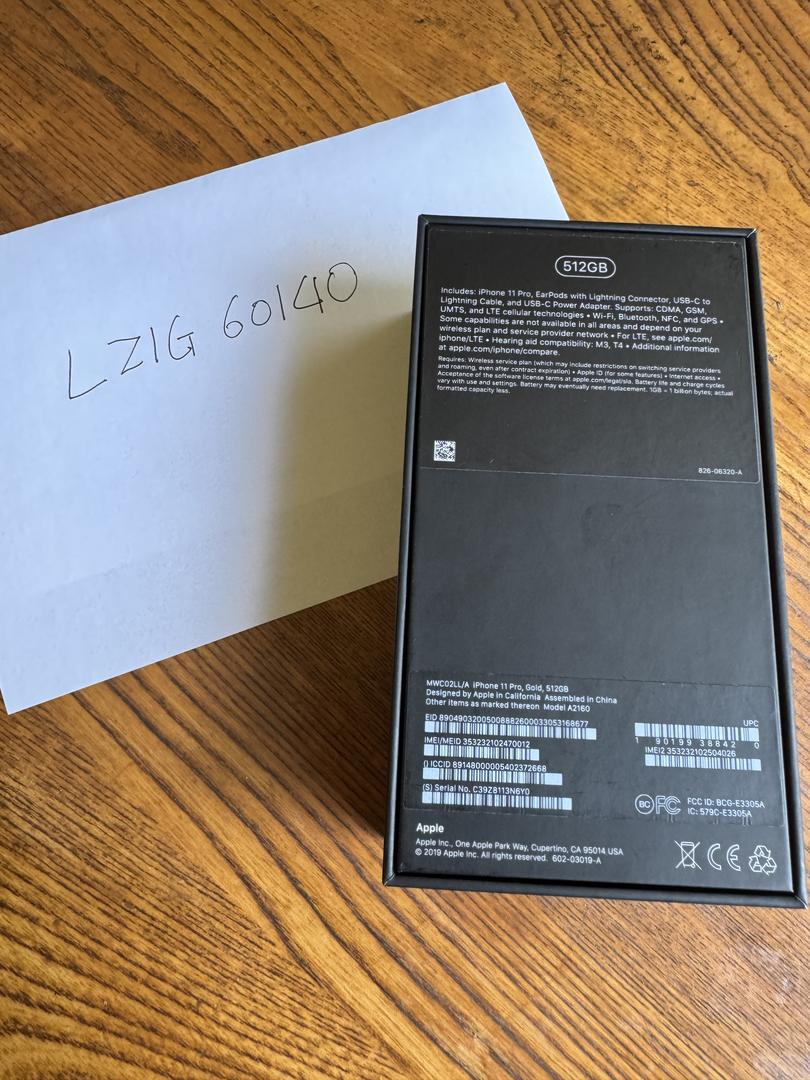 LZIG 60140
512GB
Includes: iPhone 11 Pro, EarPods with Lightning Connector, USB-C to
Lightning Cable, and USB-C Power Adapter. Supports: CDMA, GSM,
UMTS, and LTE cellular technologies • Wi-Fi, Bluetooth, NFC, and GPS •
Some capabilities are not available in all areas and depend on your
wireless plan and service provider network • For LTE, see apple.com/
iphone/LTE • Hearing aid compatibility: M3, T4 • Additional information
at apple.com/iphone/compare.
Requires: Wireless service plan (which may include restrictions on switching service providers
and roaming, even after contract expiration) • Apple ID (for some features) • Internet access •
Acceptance of the software license terms at apple.com/legal/sla. Battery life and charge cycles
vary with use and settings. Battery may eventually need replacement. 1GB = 1 billion bytes; actual
formatted capacity less.
826-06320-A
MWC02LL/A iPhone 11 Pro, Gold, 512GB
Designed by Apple in California Assembled in China
Other items as marked thereon Model A2160
EID 89049032005008882600033053168677
UPC
1 90199 38842 0
IMEI/MEID 353232102470012
IMEI2 353232102504026
() ICCID 89148000005402372668
(S) Serial No. C39Z8113N6Y0
BC FC
FCC ID: BCG-E3305A
IC: 579C-E3305A
Apple
Apple Inc., One Apple Park Way, Cupertino, CA 95014 USA
© 2019 Apple Inc. All rights reserved. 602-03019-A
CE